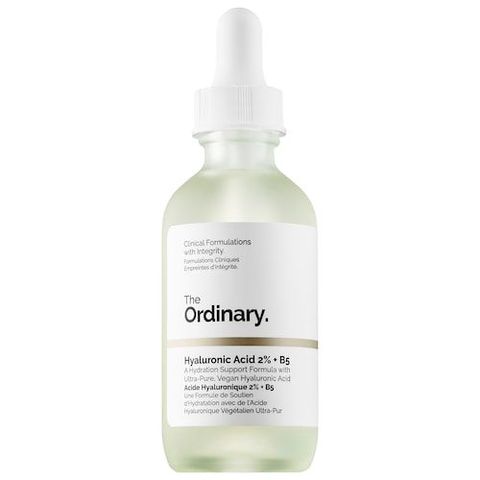 Clinical Formulations
with Integrity.
Formulations Cliniques
Empreintes d'Intégrité.
The
Ordinary.
Hyaluronic Acid 2% + B5
A Hydration Support Formula with
Ultra-Pure, Vegan Hyaluronic Acid
Acide Hyaluronique 2% + B5
Une Formule de Soutien
d'Hydratation avec de l'Acide
Hyaluronique Végétalien Ultra-Pur